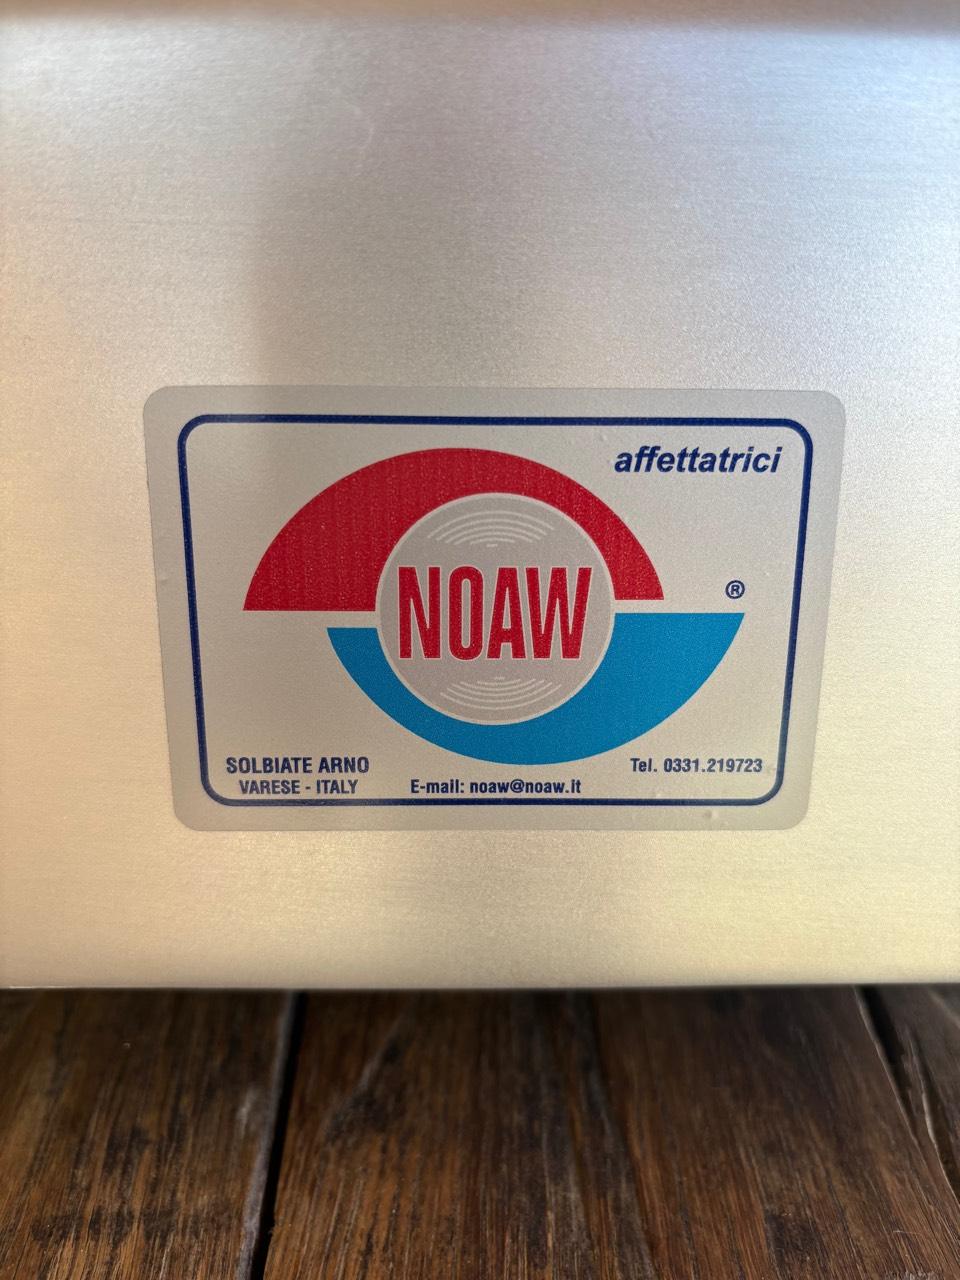 affettatrici
NOAW
®
SOLBIATE ARNO
VARESE - ITALY
E-mail: noaw@noaw.it
Tel. 0331.219723